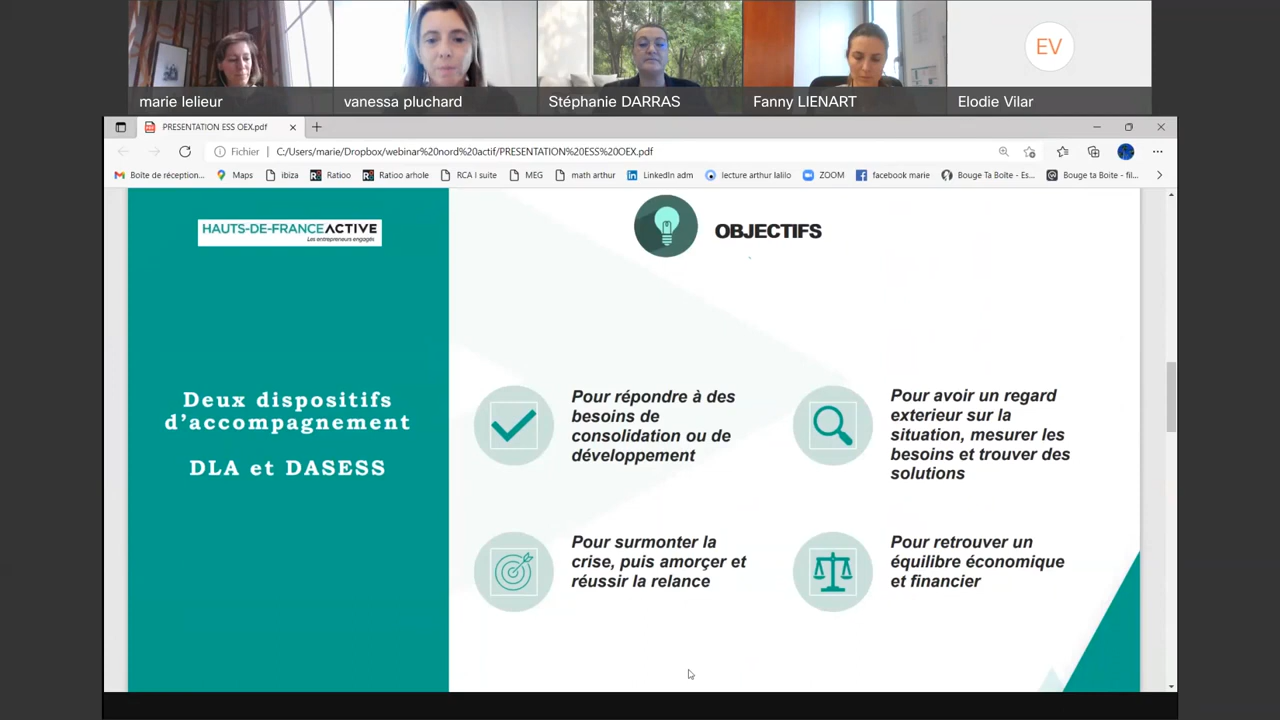 EV
marie lelieur
vanessa pluchard
Stéphanie DARRAS
Fanny LIENART
Elodie Vilar
PRESENTATION ESS OEX.pdf
Fichier
C:/Users/marie/Dropbox/webinar%20nord%20actif/PRESENTATION%20ESS%20OEX.pdf
Boîte de réception...
Maps
ibiza
Ratioo
Ratioo arhole
RCA I suite
MEG
math arthur
LinkedIn adm
lecture arthur lalilo
ZOOM
facebook marie
Bouge Ta Boite - Es...
Bouge ta Boite - fil...
HAUTS-DE-FRANCE ACTIVE
Les entrepreneurs engagés
OBJECTIFS
Deux dispositifs
d'accompagnement
DLA et DASESS
Pour répondre à des
besoins de
consolidation ou de
développement
Pour avoir un regard
exterieur sur la
situation, mesurer les
besoins et trouver des
solutions
Pour surmonter la
crise, puis amorçer et
réussir la relance
Pour retrouver un
équilibre économique
et financier